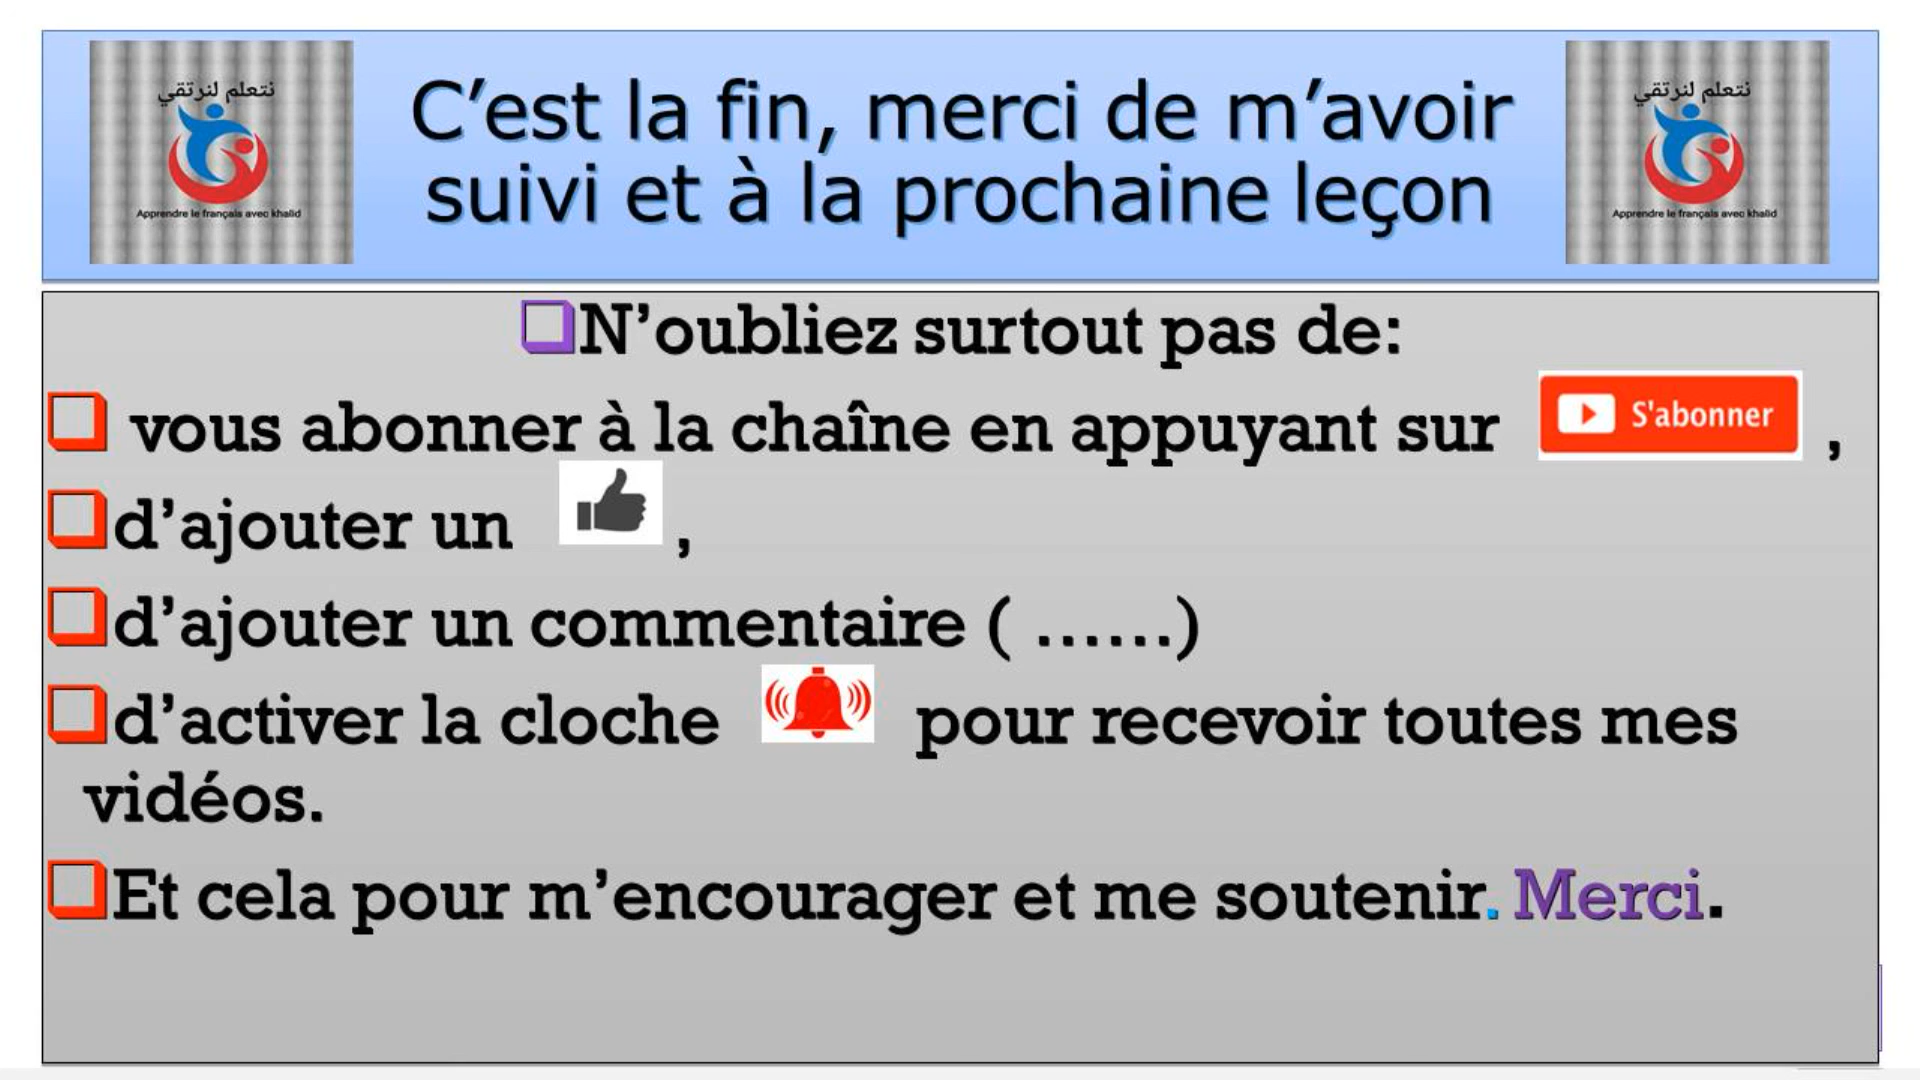 نتعلم لنرتقي
Apprendre le français avec khalid
C’est la fin, merci de m’avoir
suivi et à la prochaine leçon
نتعلم لنرتقي
Apprendre le français avec khalid
N’oubliez surtout pas de:
vous abonner à la chaîne en appuyant sur S'abonner ,
d’ajouter un ,
d’ajouter un commentaire ( ……)
d’activer la cloche pour recevoir toutes mes
vidéos.
Et cela pour m’encourager et me soutenir. Merci.